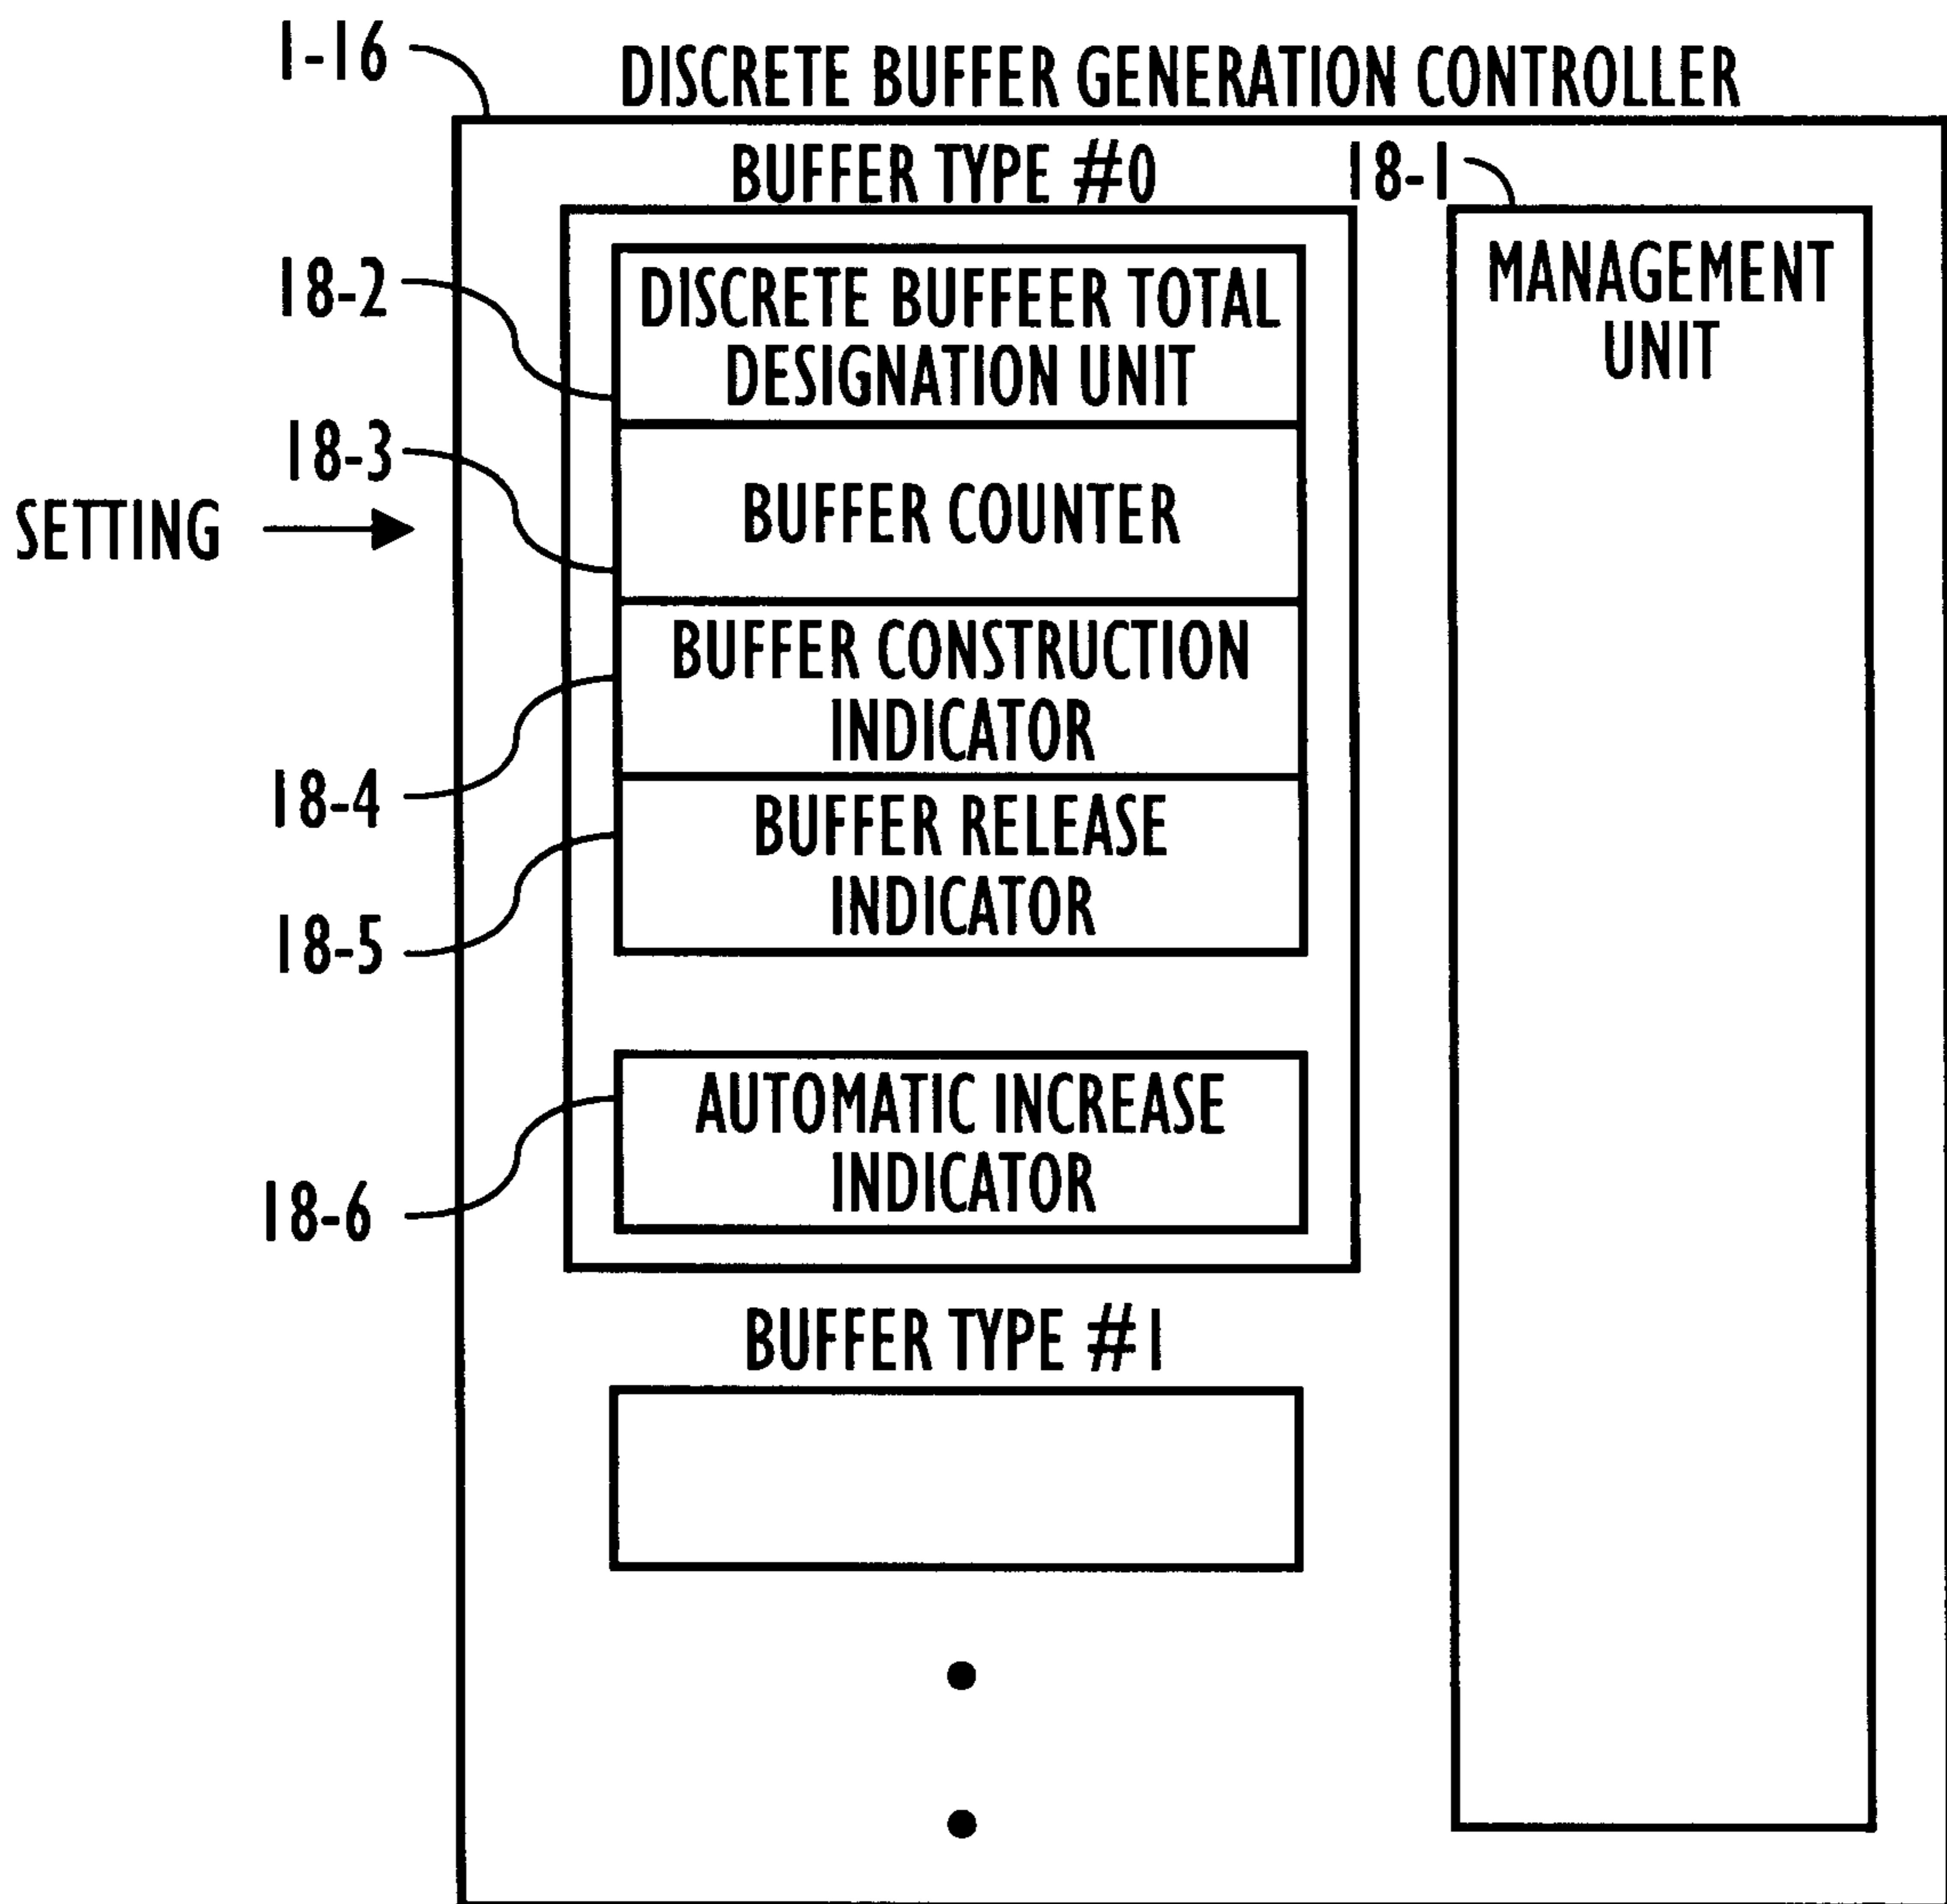 1-16
DISCRETE BUFFER GENERATION CONTROLLER
BUFFER TYPE #0
18-1
MANAGEMENT
UNIT
18-2
DISCRETE BUFFEER TOTAL
DESIGNATION UNIT
18-3
SETTING
BUFFER COUNTER
BUFFER CONSTRUCTION
INDICATOR
18-4
BUFFER RELEASE
INDICATOR
18-5
AUTOMATIC INCREASE
INDICATOR
18-6
BUFFER TYPE #1